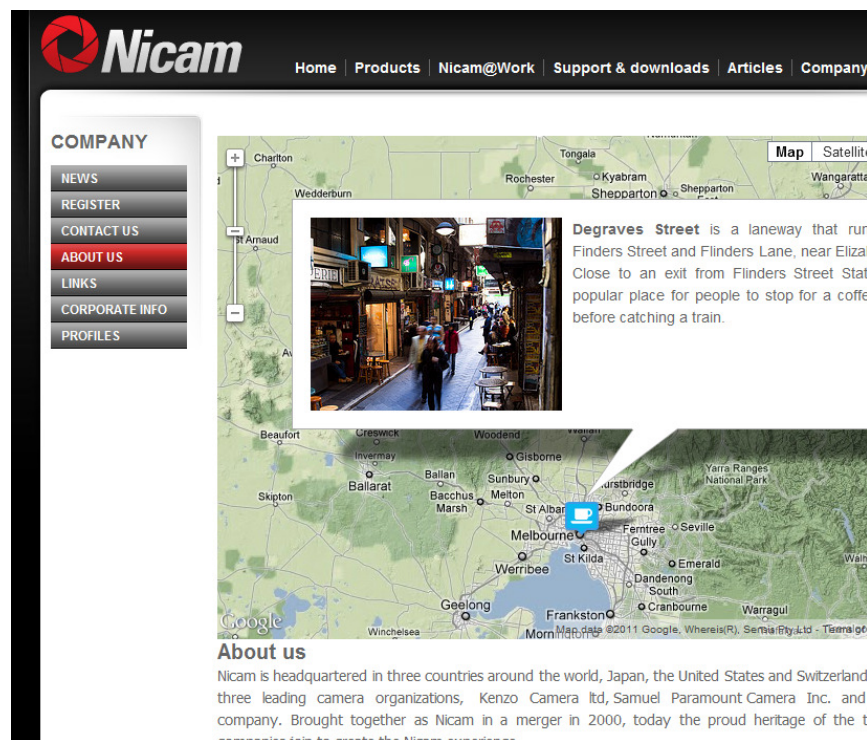 Nicam
Home Products Nicam@Work Support & downloads Articles Company
COMPANY
NEWS
REGISTER
CONTACT US
ABOUT US
LINKS
CORPORATE INFO
PROFILES
Map Satellite
Charlton
Tongala
Rochester
Kyabram
Wangaratta
Wedderburn
Shepparton
Shepparton
St Arnaud
Degraves Street is a laneway that run
Finders Street and Flinders Lane, near Eliza
Close to an exit from Flinders Street Stat
popular place for people to stop for a coffe
before catching a train.
Beaufort
Creswick
Woodend
Invermay
Gisborne
Ballarat
Ballan
Sunbury
Yarra Ranges
National Park
Skipton
Bacchus
Marsh
Melton
urstbridge
St Alba
Bundoora
Melbourne
Ferntree
Gully
Seville
St Kilda
Werribee
Emerald
Dandenong
South
Geelong
Frankston
Cranbourne
Warragul
Google
Winchelsea
Map data ©2011 Google, Whereis(R), Sensis Pty Ltd -
About us
Nicam is headquartered in three countries around the world, Japan, the United States and Switzerland
three leading camera organizations, Kenzo Camera ltd, Samuel Paramount Camera Inc. and
company. Brought together as Nicam in a merger in 2000, today the proud heritage of the t